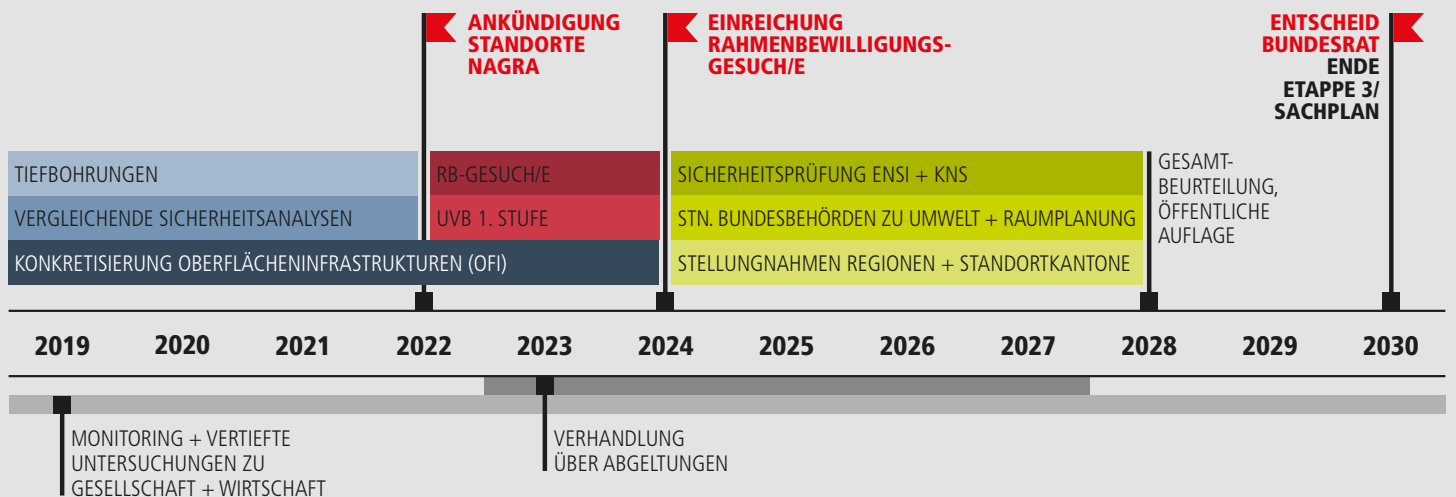 ANKÜNDIGUNG
STANDORTE
NAGRA
EINREICHUNG
RAHMENBEWILLIGUNGS-
GESUCH/E
ENTSCHEID
BUNDESRAT
ENDE
ETAPPE 3/
SACHPLAN
TIEFBOHRUNGEN
RB-GESUCH/E
SICHERHEITSPRÜFUNG ENSI + KNS
VERGLEICHENDE SICHERHEITSANALYSEN
UVB 1. STUFE
STN. BUNDESBEHÖRDEN ZU UMWELT + RAUMPLANUNG
KONKRETISIERUNG OBERFLÄCHENINFRASTRUKTUREN (OFI)
STELLUNGNAHMEN REGIONEN + STANDORTKANTONE
GESAMT-
BEURTEILUNG,
ÖFFENTLICHE
AUFLAGE
2019 2020 2021 2022 2023 2024 2025 2026 2027 2028 2029 2030
MONITORING + VERTIEFTE
UNTERSUCHUNGEN ZU
GESELLSCHAFT + WIRTSCHAFT
VERHANDLUNG
ÜBER ABGELTUNGEN